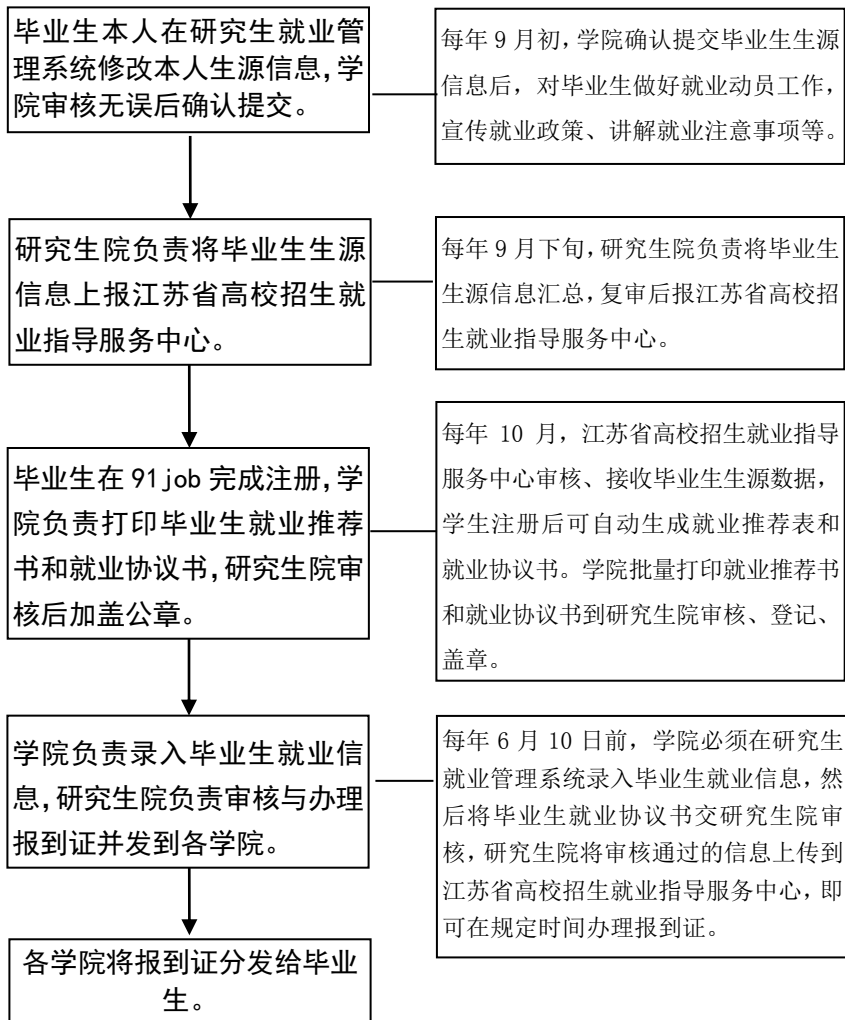 毕业生本人在研究生就业管
理系统修改本人生源信息,学
院审核无误后确认提交。
每年 9 月初,学院确认提交毕业生生源
信息后，对毕业生做好就业动员工作，
宣传就业政策、讲解就业注意事项等。
研究生院负责将毕业生生源
信息上报江苏省高校招生就
业指导服务中心。
每年 9 月下旬,研究生院负责将毕业生
生源信息汇总,复审后报江苏省高校招
生就业指导服务中心。
毕业生在 91job 完成注册,学
院负责打印毕业生就业推荐
书和就业协议书,研究生院审
核后加盖公章。
每年 10 月，江苏省高校招生就业指导
服务中心审核、接收毕业生生源数据，
学生注册后可自动生成就业推荐表和
就业协议书。学院批量打印就业推荐书
和就业协议书到研究生院审核、登记、
盖章。
学院负责录入毕业生就业信
息,研究生院负责审核与办理
报到证并发到各学院。
每年 6 月 10 日前，学院必须在研究生
就业管理系统录入毕业生就业信息,然
后将毕业生就业协议书交研究生院审
核,研究生院将审核通过的信息上传到
江苏省高校招生就业指导服务中心,即
可在规定时间办理报到证。
各学院将报到证分发给毕业
生。